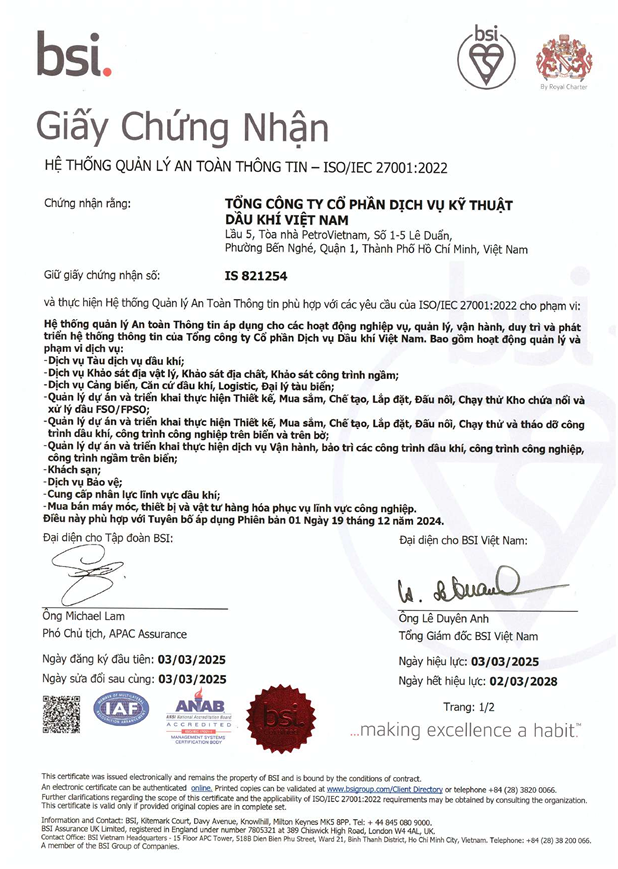 bsi.
bsi
By Royal Charter
Giấy Chứng Nhận
HỆ THỐNG QUẢN LÝ AN TOÀN THÔNG TIN – ISO/IEC 27001:2022
Chứng nhận rằng:
TỔNG CÔNG TY CỔ PHẦN DỊCH VỤ KỸ THUẬT
DẦU KHÍ VIỆT NAM
Lầu 5, Tòa nhà PetroVietnam, Số 1-5 Lê Duẩn,
Phường Bến Nghé, Quận 1, Thành Phố Hồ Chí Minh, Việt Nam
Giữ giấy chứng nhận số:
IS 821254
và thực hiện Hệ thống Quản lý An Toàn Thông tin phù hợp với các yêu cầu của ISO/IEC 27001:2022 cho phạm vi:
Hệ thống quản lý An toàn Thông tin áp dụng cho các hoạt động nghiệp vụ, quản lý, vận hành, duy trì và phát
triển hệ thống thông tin của Tổng công ty Cổ phần Dịch vụ Dầu khí Việt Nam. Bao gồm hoạt động quản lý và
phạm vi dịch vụ:
-Dịch vụ Tàu dịch vụ dầu khí;
-Dịch vụ Khảo sát địa vật lý, Khảo sát địa chất, Khảo sát công trình ngầm;
-Dịch vụ Cảng biển, Căn cứ dầu khí, Logistic, Đại lý tàu biển;
-Quản lý dự án và triển khai thực hiện Thiết kế, Mua sắm, Chế tạo, Lắp đặt, Đấu nối, Chạy thử Kho chứa nổi và
xử lý dầu FSO/FPSO;
-Quản lý dự án và triển khai thực hiện Thiết kế, Mua sắm, Chế tạo, Lắp đặt, Đấu nối, Chạy thử và tháo dỡ công
trình dầu khí, công trình công nghiệp trên biển và trên bờ;
-Quản lý dự án và triển khai thực hiện dịch vụ Vận hành, bảo trì các công trình dầu khí, công trình công nghiệp,
công trình ngầm trên biển;
-Khách sạn;
-Dịch vụ Bảo vệ;
-Cung cấp nhân lực lĩnh vực dầu khí;
-Mua bán máy móc, thiết bị và vật tư hàng hóa phục vụ lĩnh vực công nghiệp.
Điều này phù hợp với Tuyên bố áp dụng Phiên bản 01 Ngày 19 tháng 12 năm 2024.
Đại diện cho Tập đoàn BSI:
Đại diện cho BSI Việt Nam:
Ông Michael Lam
Phó Chủ tịch, APAC Assurance
Ông Lê Duyên Anh
Tổng Giám đốc BSI Việt Nam
Ngày đăng ký đầu tiên: 03/03/2025
Ngày hiệu lực: 03/03/2025
Ngày sửa đổi sau cùng: 03/03/2025
Ngày hết hiệu lực: 02/03/2028
Trang: 1/2
IAF
ANAB
ANSI National Accreditation Board
ACCREDITED
MANAGEMENT SYSTEMS
CERTIFICATION BODY
bsi.
...making excellence a habit.™
This certificate was issued electronically and remains the property of BSI and is bound by the conditions of contract.
An electronic certificate can be authenticated online. Printed copies can be validated at www.bsigroup.com/Client Directory or telephone +84 (28) 3820 0066.
Further clarifications regarding the scope of this certificate and the applicability of ISO/IEC 27001:2022 requirements may be obtained by consulting the organization.
This certificate is valid only if provided original copies are in complete set.
Information and Contact: BSI, Kitemark Court, Davy Avenue, Knowlhill, Milton Keynes MK5 8PP. Tel: + 44 845 080 9000.
BSI Assurance UK Limited, registered in England under number 7805321 at 389 Chiswick High Road, London W4 4AL, UK.
Contact Office: BSI Vietnam Headquarters - 15 Floor APC Tower, 518D Dien Bien Phu Street, Ward 21, Binh Thanh District, Ho Chi Minh City, Vietnam. Telephone: +84 (28) 38 200 066.
A member of the BSI Group of Companies.